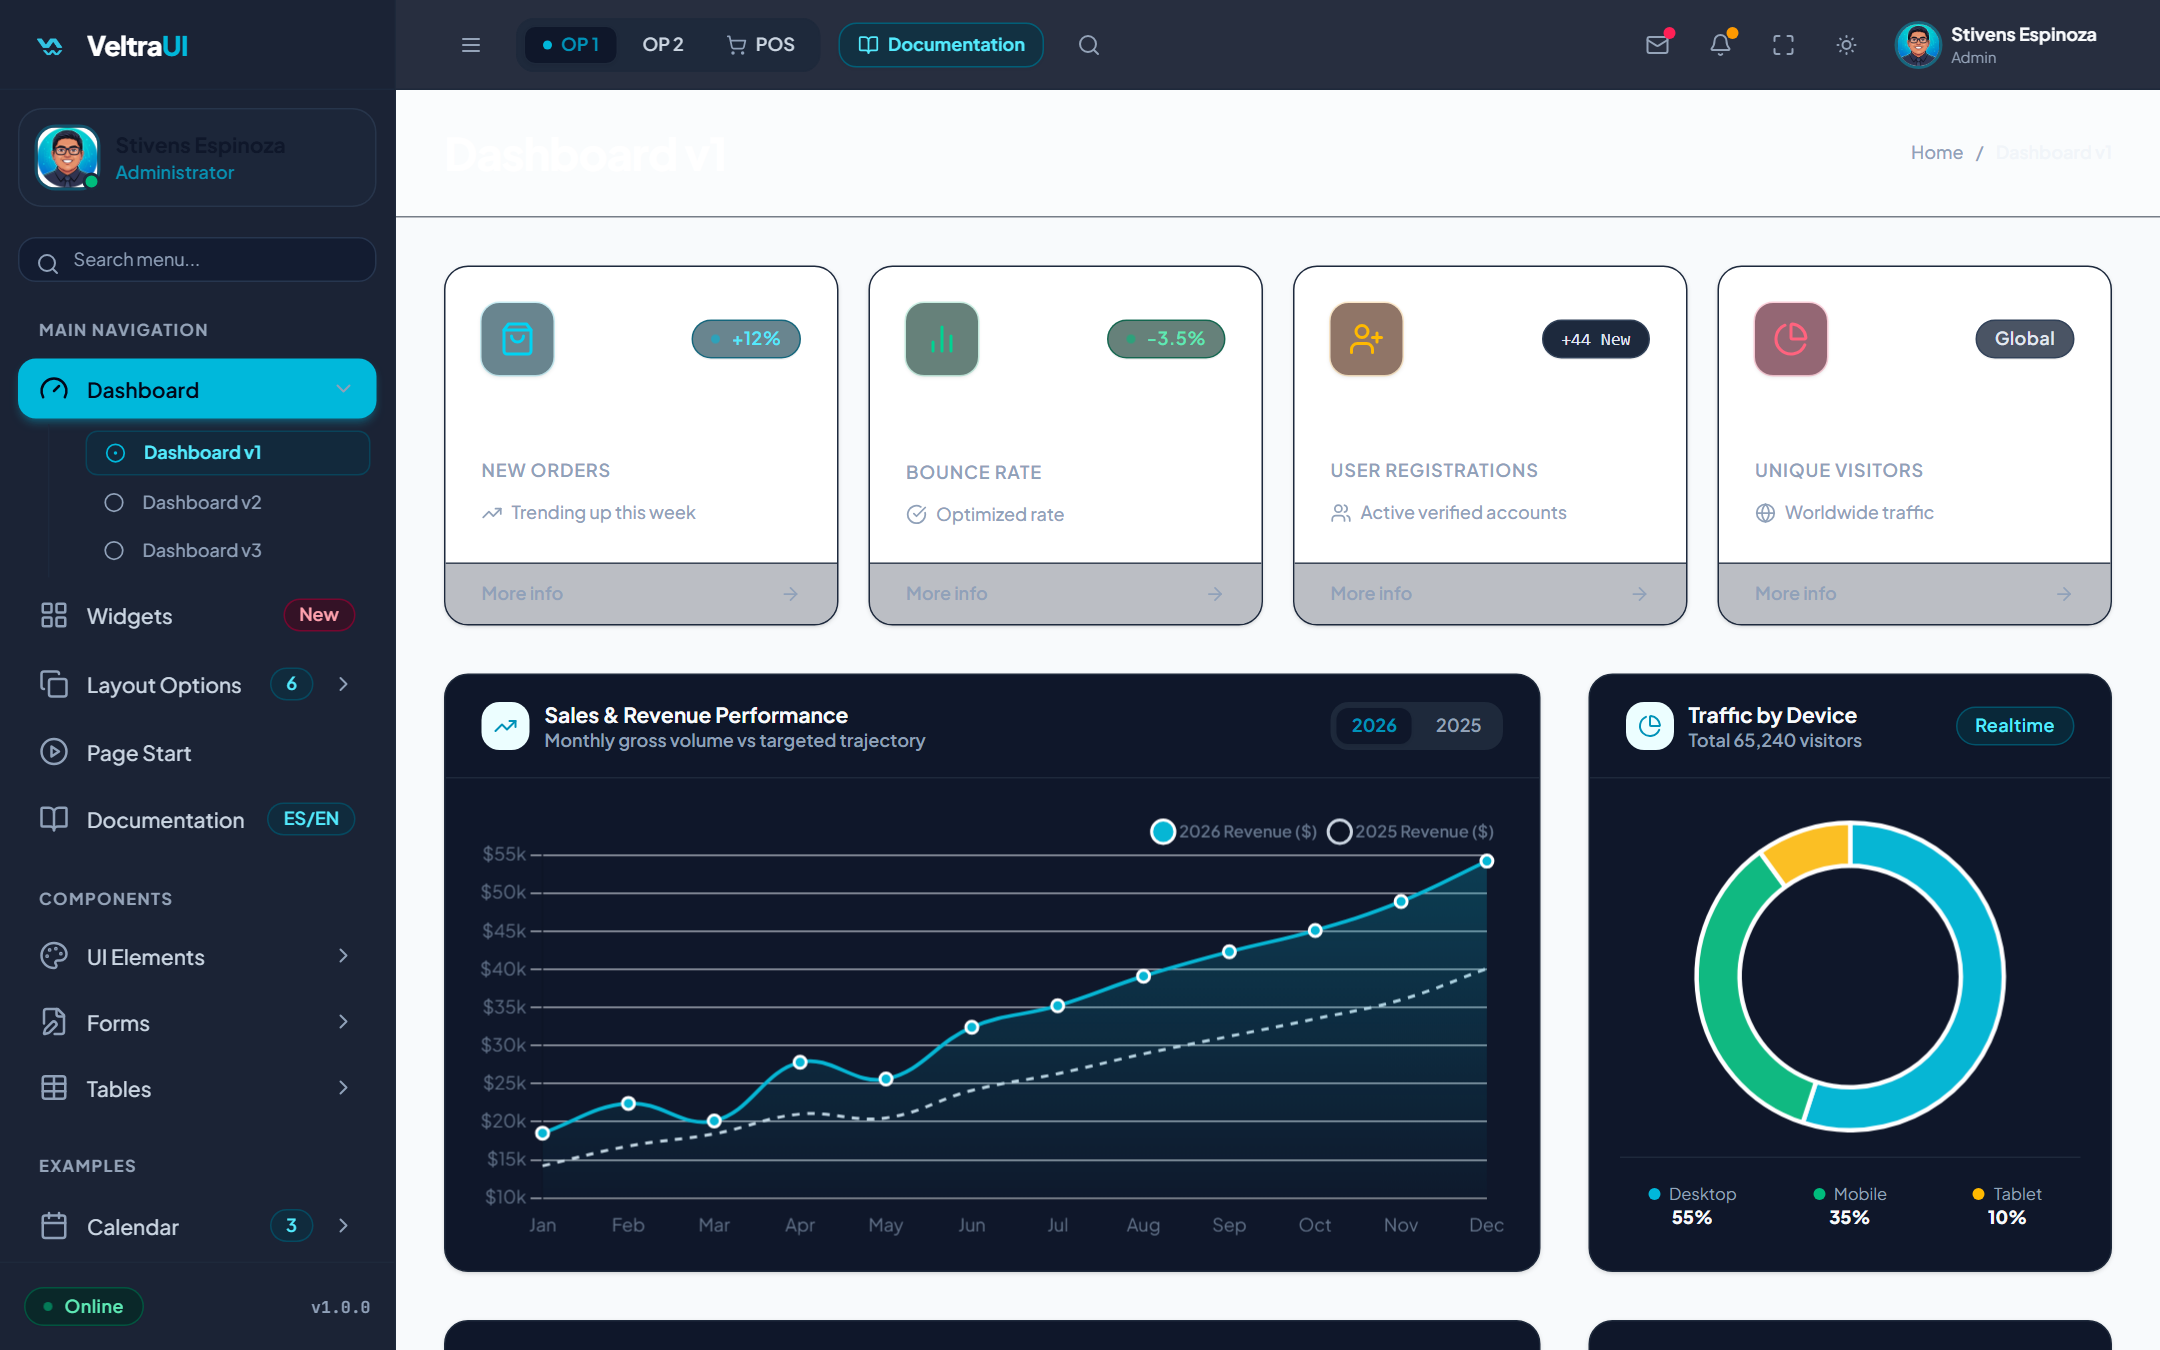 VeltraUI
OP 1
OP 2
POS
Documentation
Stivens Espinoza
Admin
Stivens Espinoza
Administrator
Search menu...
MAIN NAVIGATION
Dashboard
Dashboard v1
Dashboard v2
Dashboard v3
Widgets
New
Layout Options
6
Page Start
Documentation
ES/EN
COMPONENTS
UI Elements
Forms
Tables
EXAMPLES
Calendar
3
Online
v1.0.0
Dashboard v1
Home / Dashboard v1
+12%
NEW ORDERS
Trending up this week
More info
-3.5%
BOUNCE RATE
Optimized rate
More info
+44 New
USER REGISTRATIONS
Active verified accounts
More info
Global
UNIQUE VISITORS
Worldwide traffic
More info
Sales & Revenue Performance
Monthly gross volume vs targeted trajectory
2026
2025
2026 Revenue ($)
2025 Revenue ($)
$55k
$50k
$45k
$40k
$35k
$30k
$25k
$20k
$15k
$10k
Jan Feb Mar Apr May Jun Jul Aug Sep Oct Nov Dec
Traffic by Device
Total 65,240 visitors
Realtime
Desktop
55%
Mobile
35%
Tablet
10%